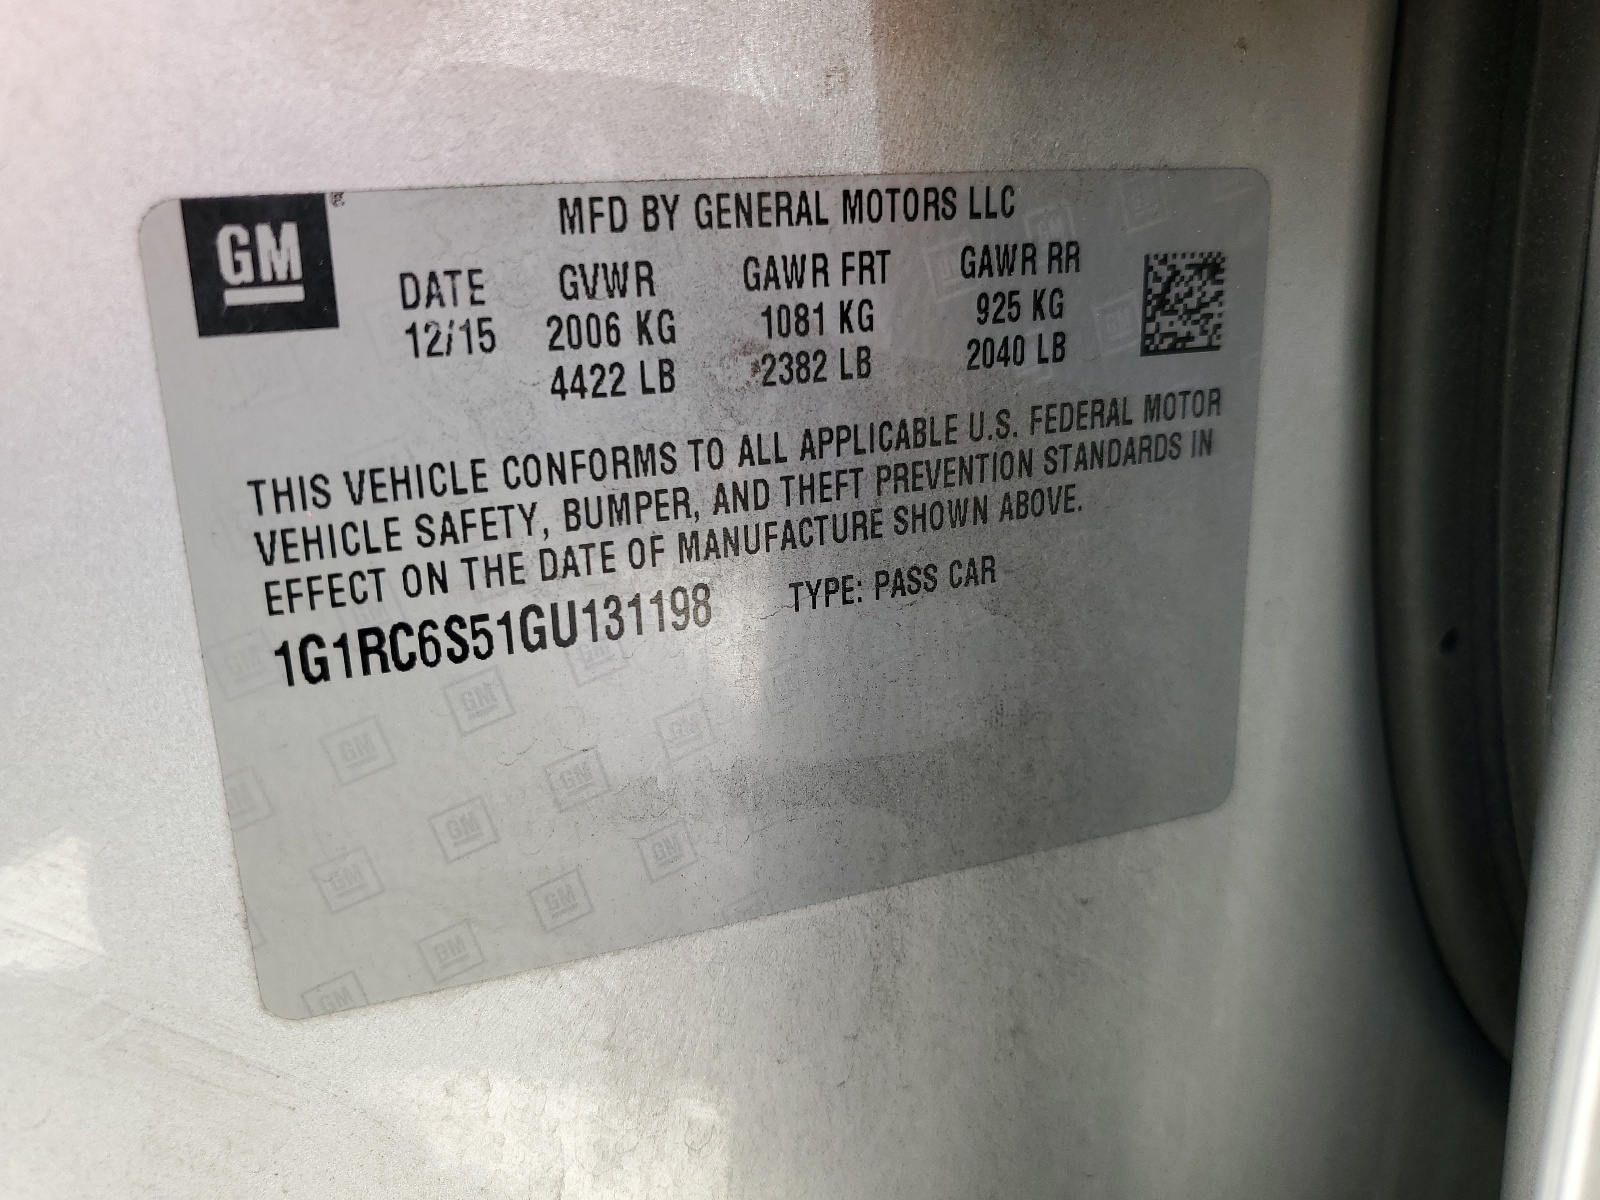 GM ®
MFD BY GENERAL MOTORS LLC
DATE GVWR GAWR FRT GAWR RR
12/15 2006 KG 1081 KG 925 KG
4422 LB 2382 LB 2040 LB
THIS VEHICLE CONFORMS TO ALL APPLICABLE U.S. FEDERAL MOTOR
VEHICLE SAFETY, BUMPER, AND THEFT PREVENTION STANDARDS IN
EFFECT ON THE DATE OF MANUFACTURE SHOWN ABOVE.
1G1RC6S51GU131198 TYPE: PASS CAR